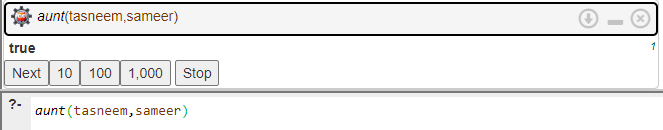 aunt(tasneem,sameer)
true 1
Next 10 100 1,000 Stop
?- aunt(tasneem,sameer)